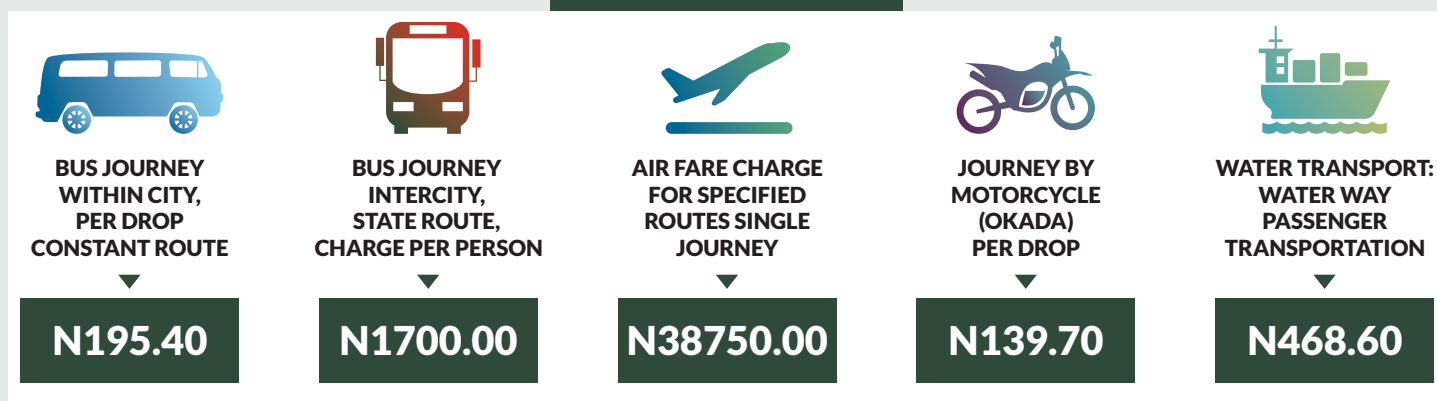 BUS JOURNEY
WITHIN CITY,
PER DROP
CONSTANT ROUTE
N195.40
BUS JOURNEY
INTERCITY,
STATE ROUTE,
CHARGE PER PERSON
N1700.00
AIR FARE CHARGE
FOR SPECIFIED
ROUTES SINGLE
JOURNEY
N38750.00
JOURNEY BY
MOTORCYCLE
(OKADA)
PER DROP
N139.70
WATER TRANSPORT:
WATER WAY
PASSENGER
TRANSPORTATION
N468.60